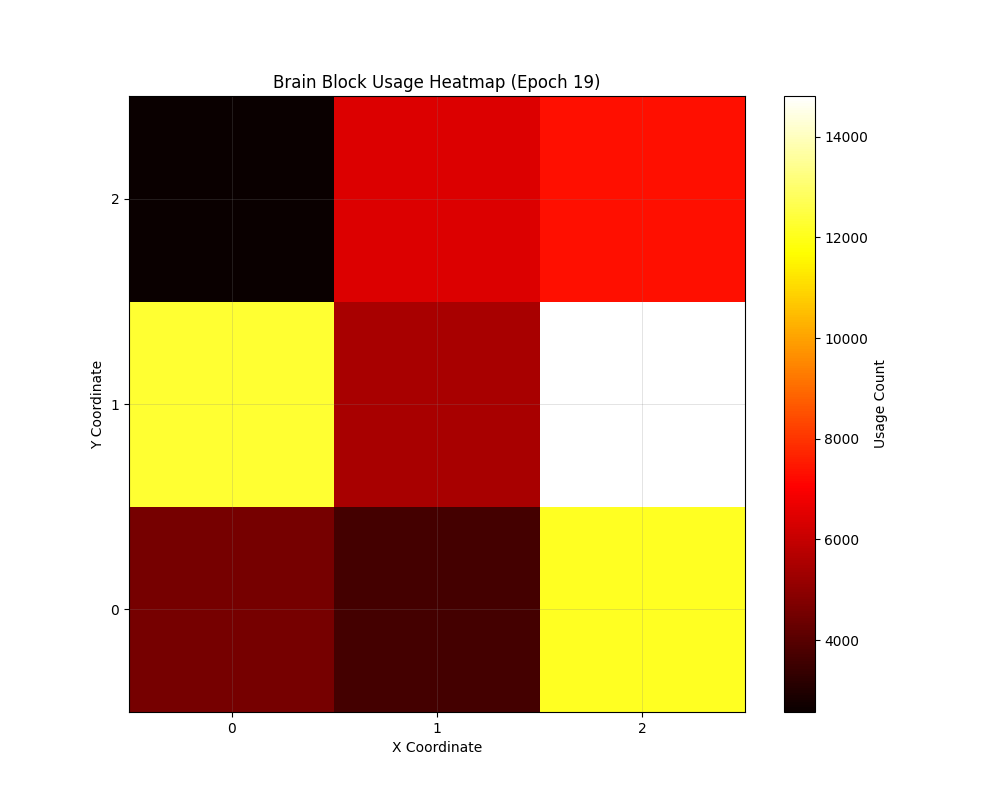 Brain Block Usage Heatmap (Epoch 19)
2
1
0
Y Coordinate
0 1 2
X Coordinate
14000
12000
10000
8000
6000
4000
Usage Count